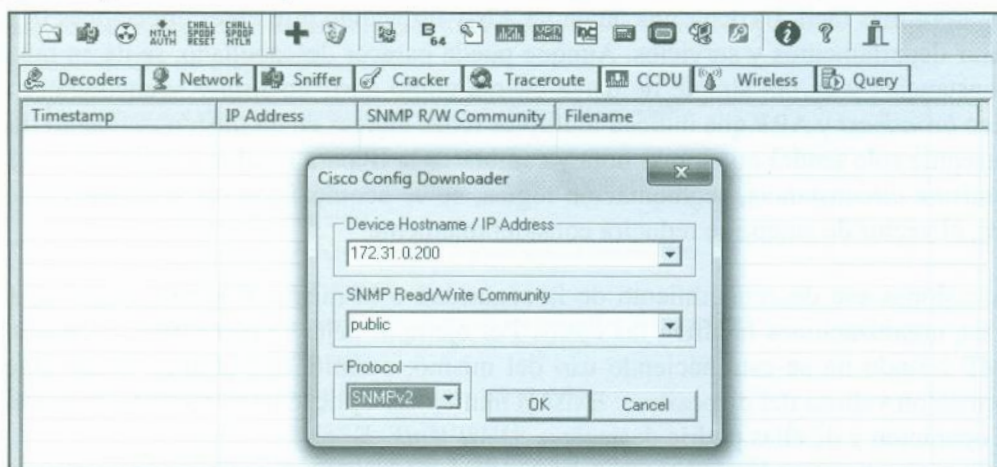 NTLM AUTH
CHALL SPOOF RESET
CHALL SPOOF NTLM
B64
Decoders Network Sniffer Cracker Traceroute CCDU Wireless Query
Timestamp IP Address SNMP R/W Community Filename
Cisco Config Downloader
Device Hostname / IP Address
172.31.0.200
SNMP Read/Write Community
public
Protocol
SNMPv2
OK Cancel